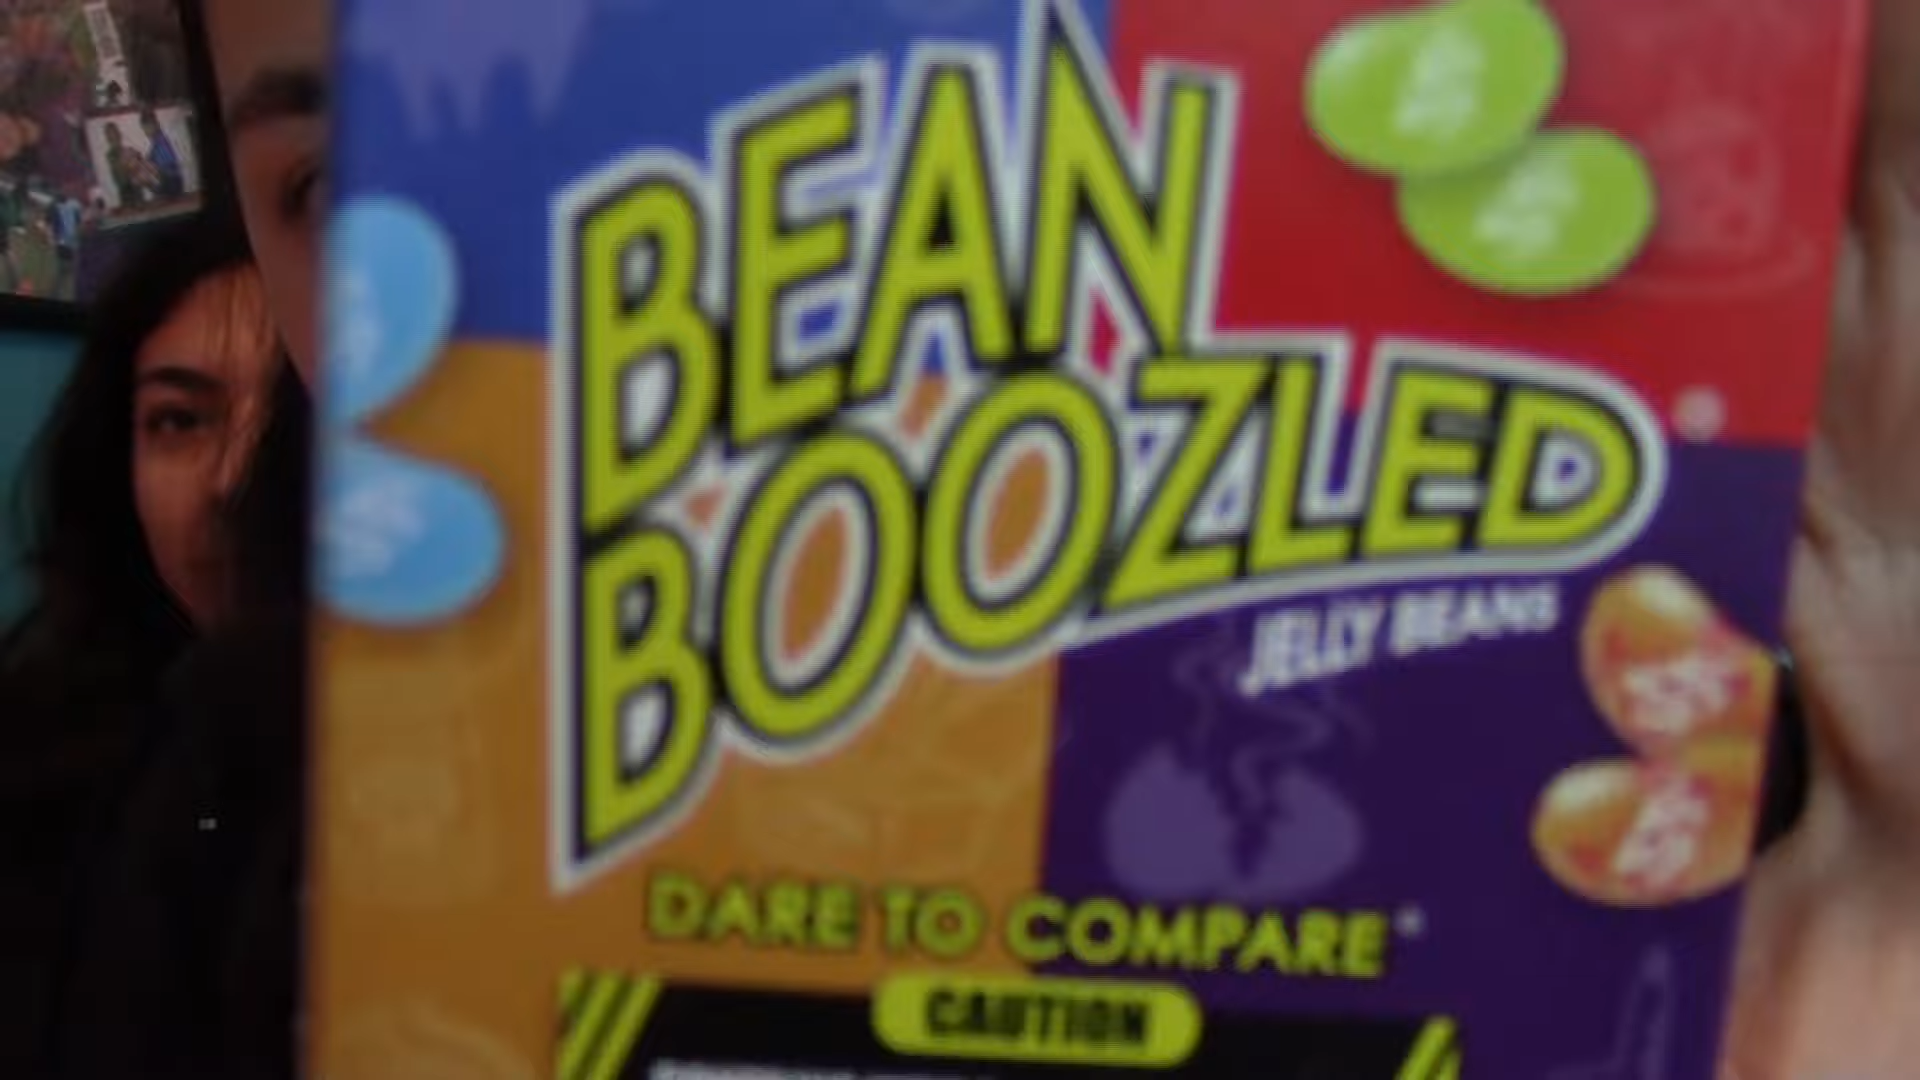 BEAN
BOOZLED
®
JELLY BEANS
DARE TO COMPARE
CAUTION